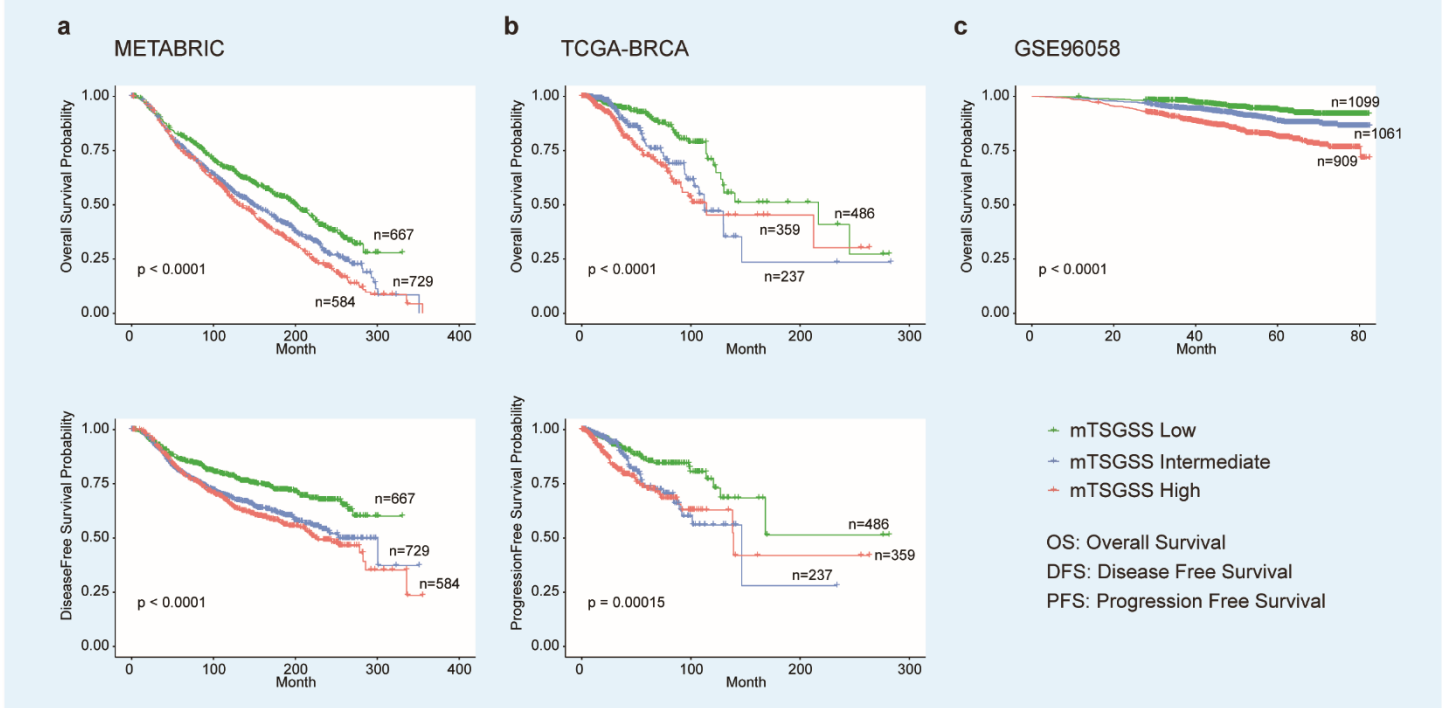 a
METABRIC
Overall Survival Probability
1.00
0.75
0.50
0.25
0.00
n=667
n=729
n=584
p < 0.0001
0 100 200 300 400
Month
DiseaseFree Survival Probability
1.00
0.75
0.50
0.25
0.00
n=667
n=729
n=584
p < 0.0001
0 100 200 300 400
Month
b
TCGA-BRCA
Overall Survival Probability
1.00
0.75
0.50
0.25
0.00
n=486
n=359
n=237
p < 0.0001
0 100 200 300
Month
ProgressionFree Survival Probability
1.00
0.75
0.50
0.25
0.00
n=486
n=359
n=237
p = 0.00015
0 100 200 300
Month
c
GSE96058
Overall Survival Probability
1.00
0.75
0.50
0.25
0.00
n=1099
n=1061
n=909
p < 0.0001
0 20 40 60 80
Month
mTSGSS Low
mTSGSS Intermediate
mTSGSS High
OS: Overall Survival
DFS: Disease Free Survival
PFS: Progression Free Survival